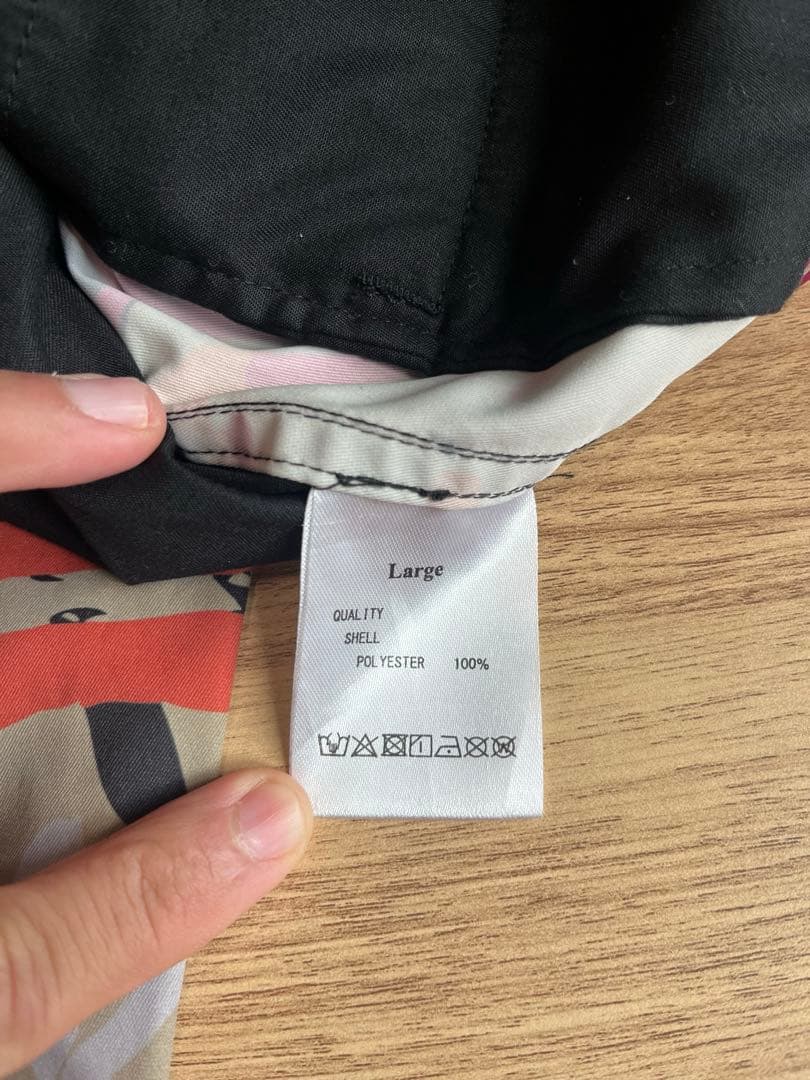 Large
QUALITY
SHELL
POLYESTER 100%